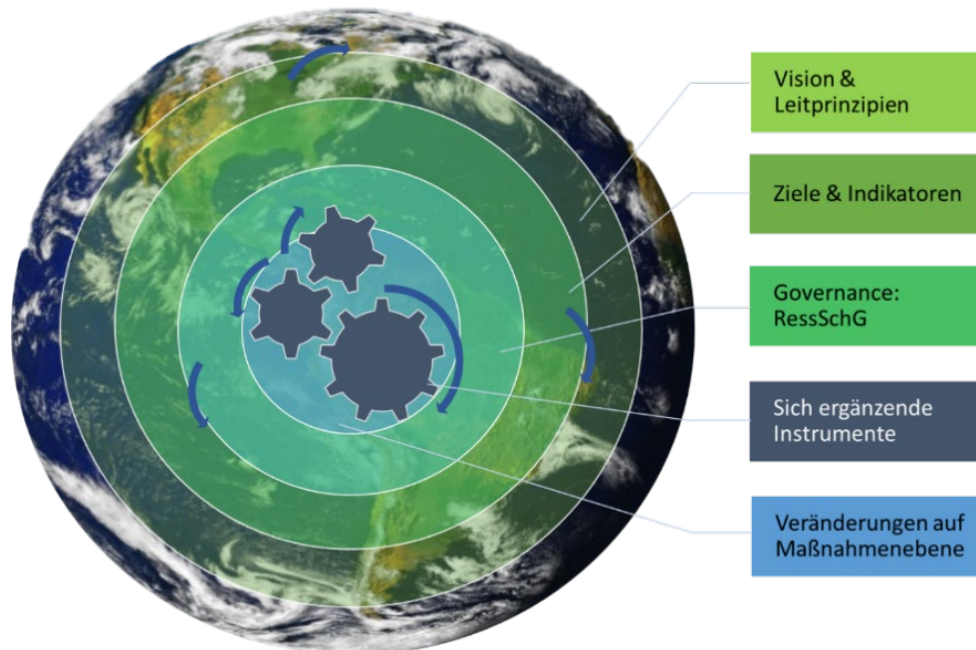 Vision &
Leitprinzipien
Ziele & Indikatoren
Governance:
RessSchG
Sich ergänzende
Instrumente
Veränderungen auf
Maßnahmenebene